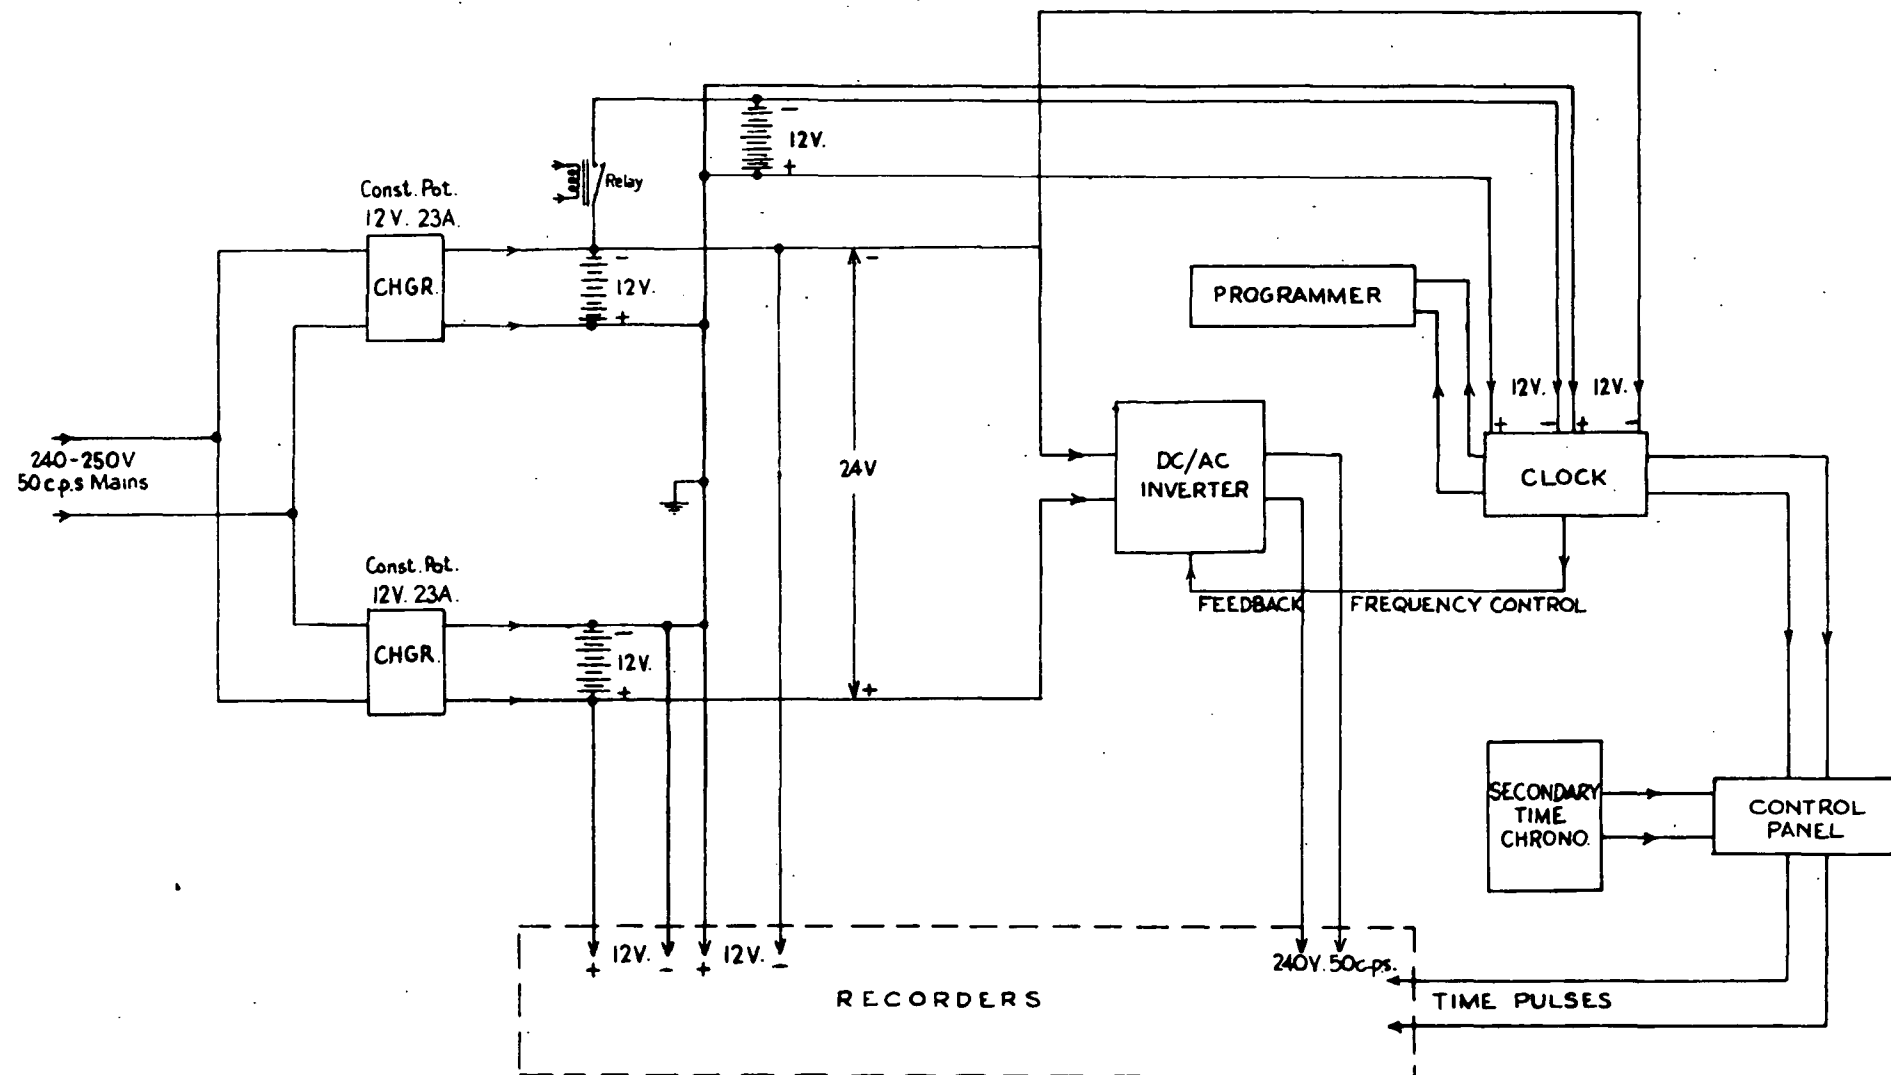 -
12V.
+
Relay
Const. Pot.
12V. 23A.
CHGR.
-
12V.
+
-
24V
+
PROGRAMMER
12V.
12V.
+ - + -
CLOCK
240-250V
50c.p.s Mains
DC/AC
INVERTER
FEEDBACK
FREQUENCY CONTROL
Const. Pot.
12V. 23A.
CHGR.
-
12V.
+
SECONDARY
TIME
CHRONO.
CONTROL
PANEL
12V.
12V.
+ - + -
240V. 50c.p.s.
RECORDERS
TIME PULSES